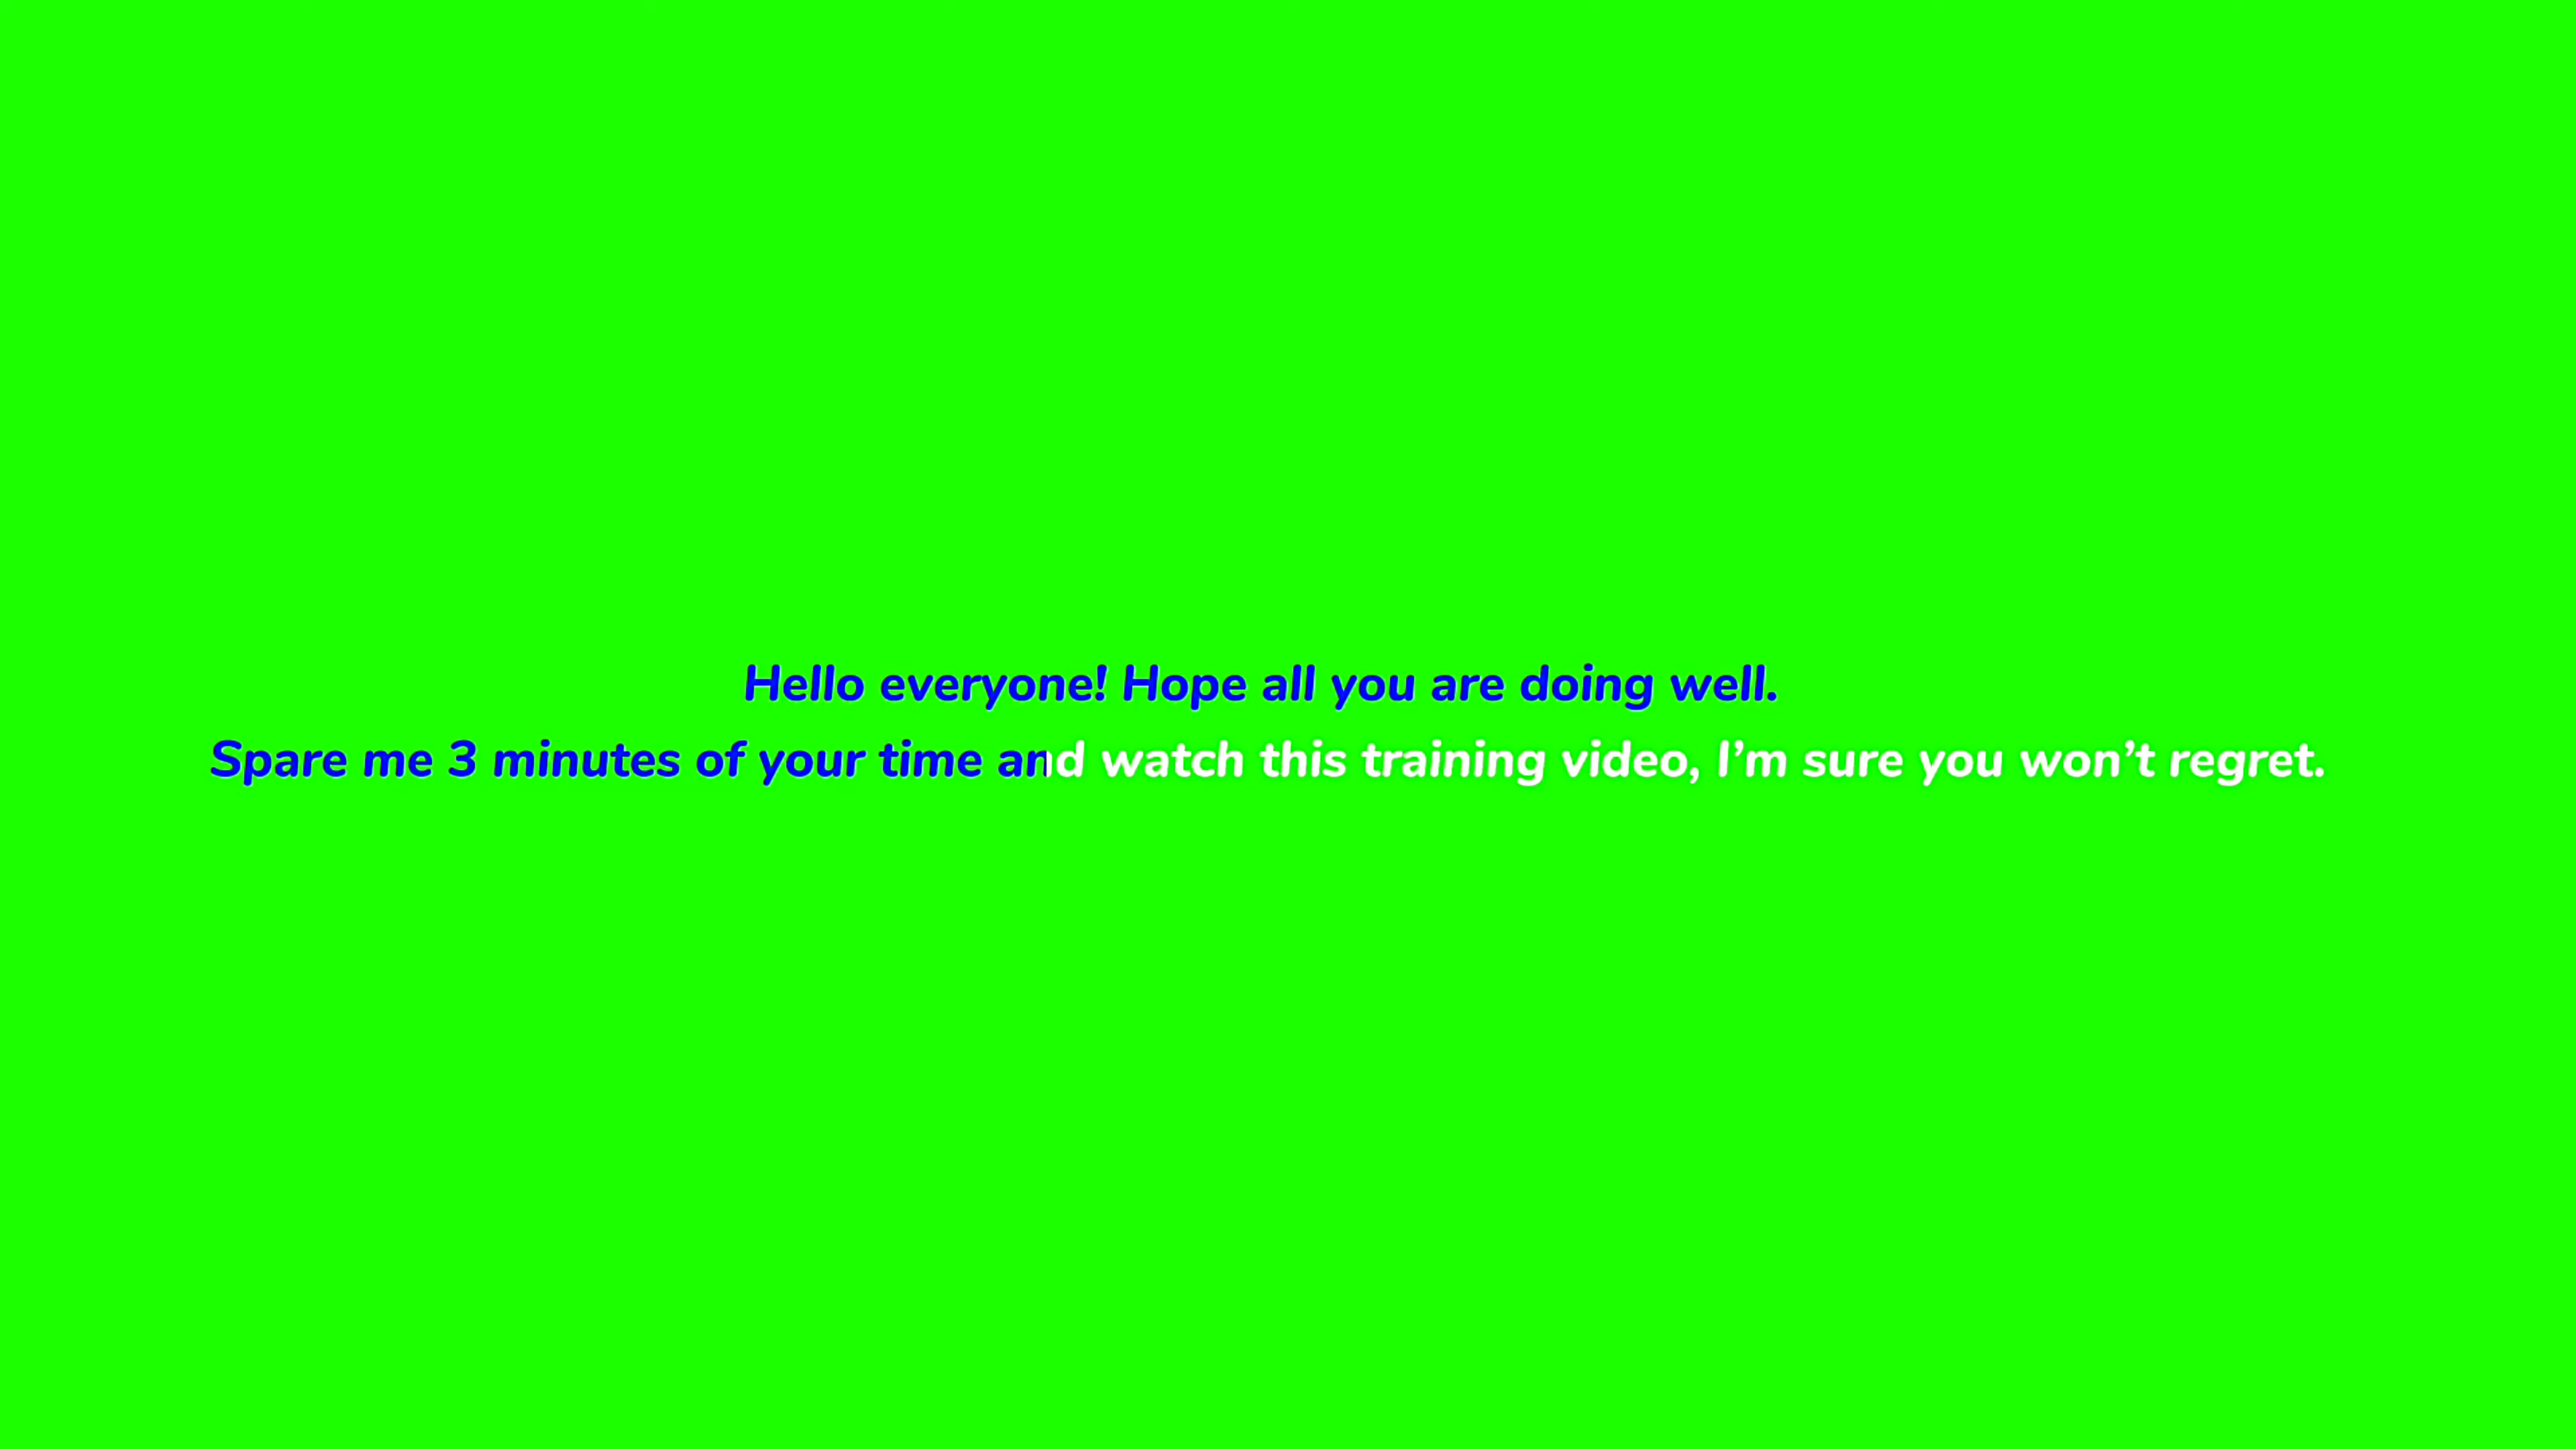 Hello everyone! Hope all you are doing well.
Spare me 3 minutes of your time and watch this training video, I’m sure you won’t regret.